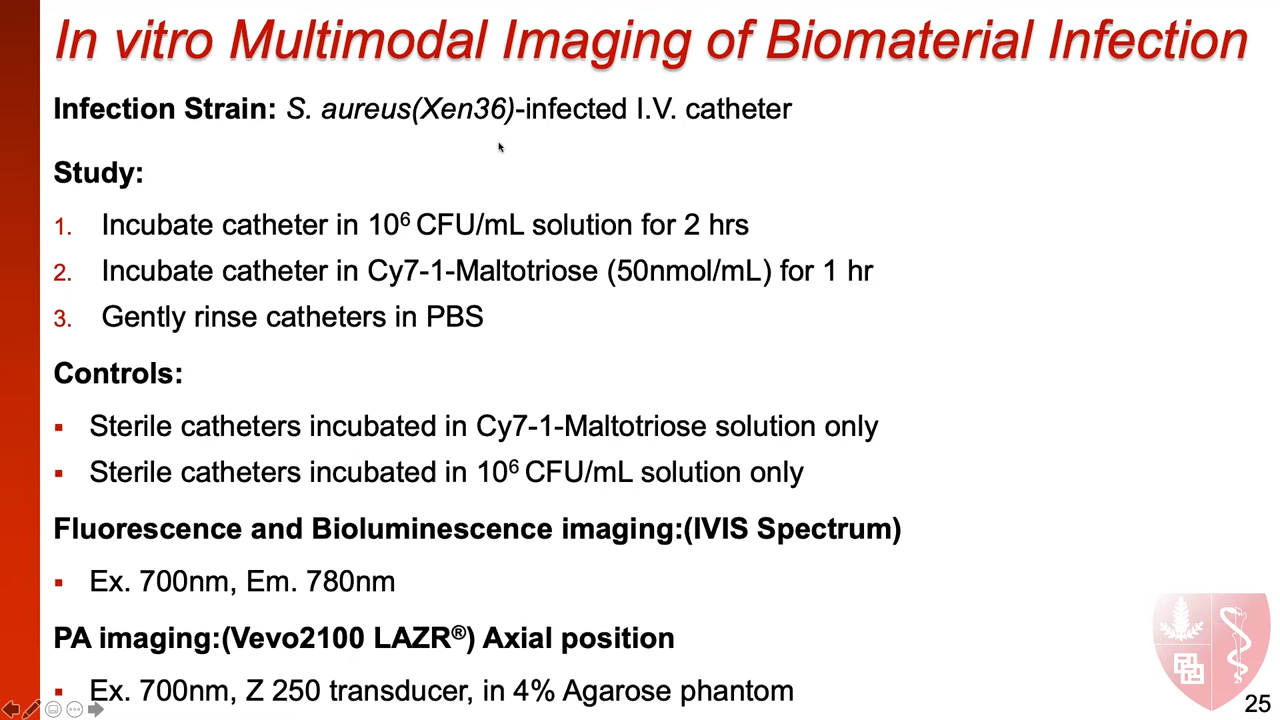 In vitro Multimodal Imaging of Biomaterial Infection
Infection Strain: S. aureus(Xen36)-infected I.V. catheter
Study:
1. Incubate catheter in 10⁶ CFU/mL solution for 2 hrs
2. Incubate catheter in Cy7-1-Maltotriose (50nmol/mL) for 1 hr
3. Gently rinse catheters in PBS
Controls:
▪ Sterile catheters incubated in Cy7-1-Maltotriose solution only
▪ Sterile catheters incubated in 10⁶ CFU/mL solution only
Fluorescence and Bioluminescence imaging:(IVIS Spectrum)
▪ Ex. 700nm, Em. 780nm
PA imaging:(Vevo2100 LAZR®) Axial position
▪ Ex. 700nm, Z 250 transducer, in 4% Agarose phantom
25